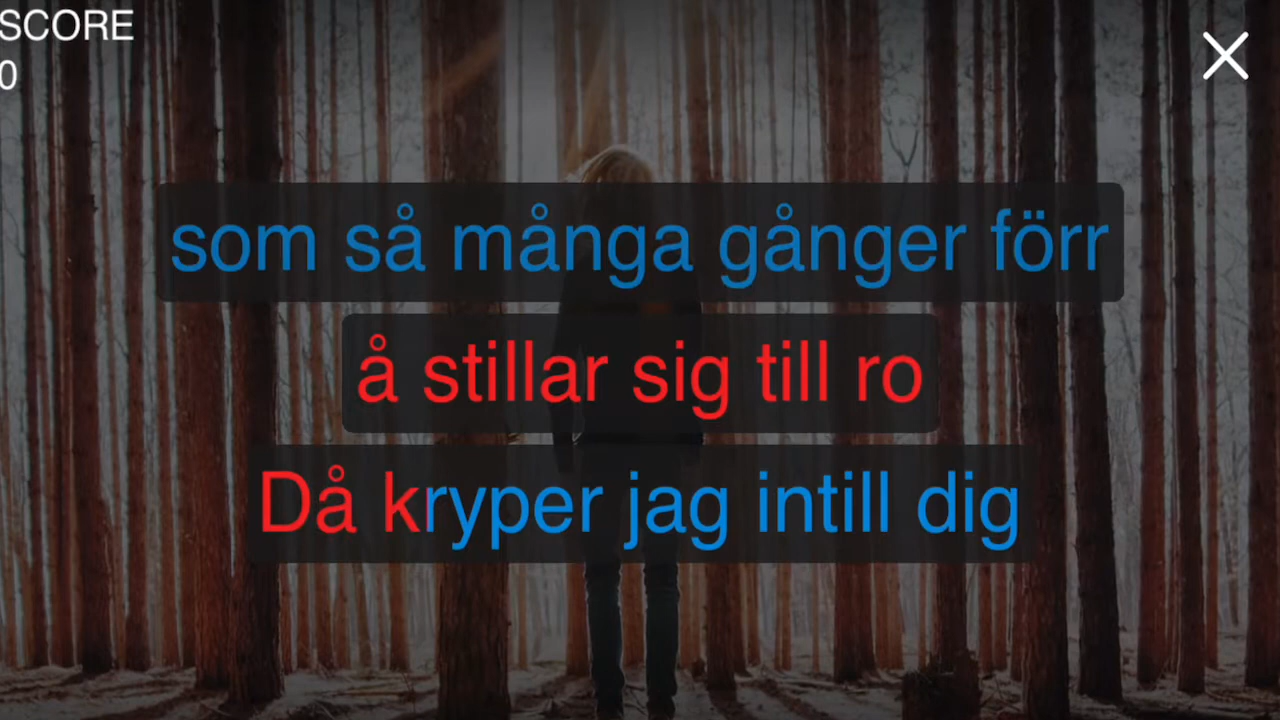 SCORE
0
som så många gånger förr
å stillar sig till ro
Då kryper jag intill dig